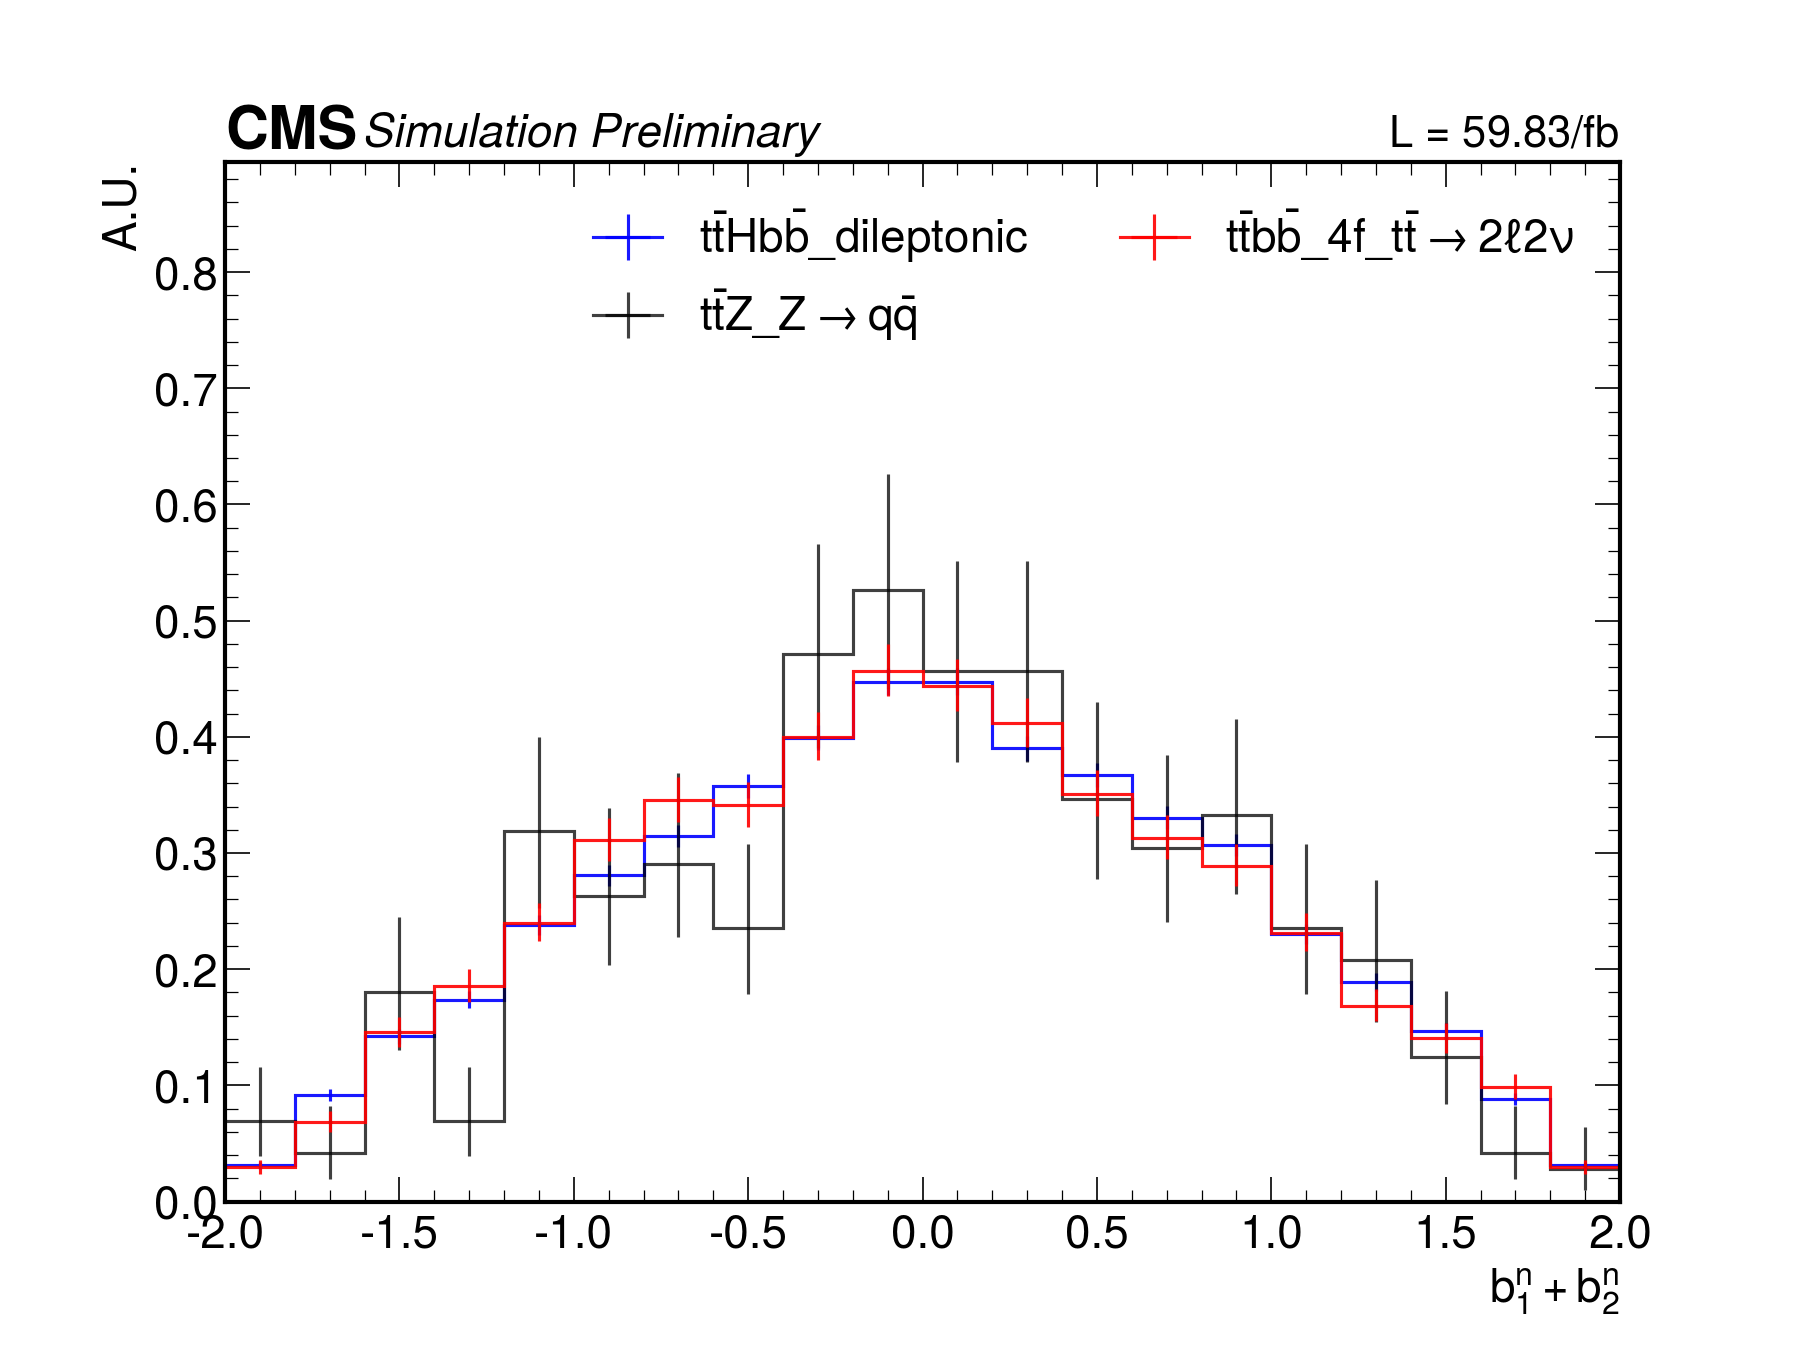 CMS Simulation Preliminary L = 59.83/fb
A.U.
tt̄Hbb̄_dileptonic tt̄bb̄_4f_tt̄ → 2ℓ2ν
tt̄Z_Z → qq̄
0.8
0.7
0.6
0.5
0.4
0.3
0.2
0.1
0.0
-2.0 -1.5 -1.0 -0.5 0.0 0.5 1.0 1.5 2.0
b₁ⁿ + b₂ⁿ